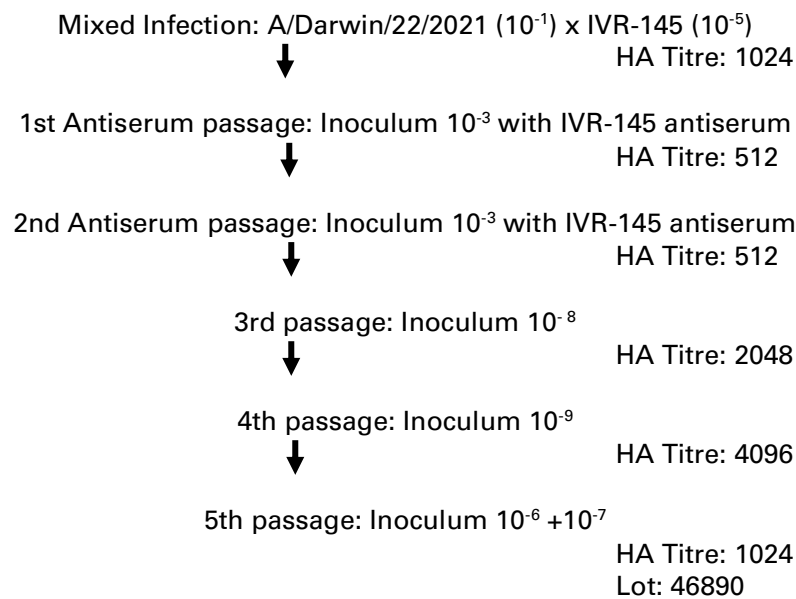 Mixed Infection: A/Darwin/22/2021 (10⁻¹) x IVR-145 (10⁻⁵)
HA Titre: 1024
1st Antiserum passage: Inoculum 10⁻³ with IVR-145 antiserum
HA Titre: 512
2nd Antiserum passage: Inoculum 10⁻³ with IVR-145 antiserum
HA Titre: 512
3rd passage: Inoculum 10⁻⁸
HA Titre: 2048
4th passage: Inoculum 10⁻⁹
HA Titre: 4096
5th passage: Inoculum 10⁻⁶ +10⁻⁷
HA Titre: 1024
Lot: 46890